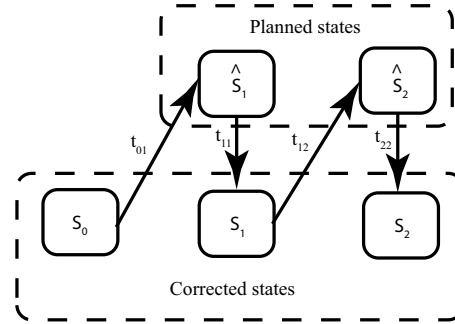 Planned states
Ŝ₁
Ŝ₂
t₀₁
t₁₁
t₁₂
t₂₂
S₀
S₁
S₂
Corrected states